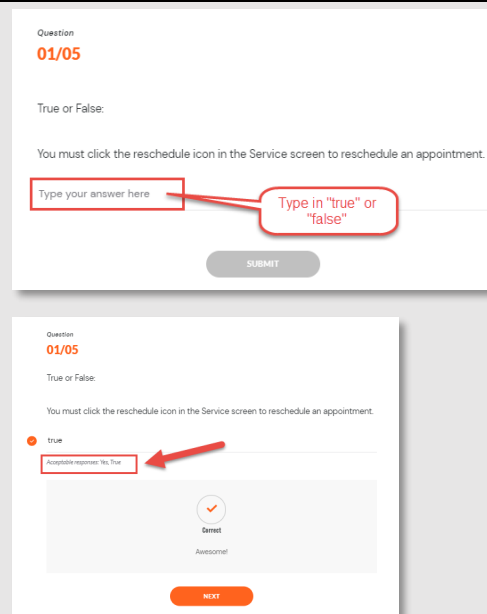 Question
01/05
True or False:
You must click the reschedule icon in the Service screen to reschedule an appointment.
Type your answer here
Type in "true" or
"false"
SUBMIT
Question
01/05
True or False:
You must click the reschedule icon in the Service screen to reschedule an appointment.
true
Acceptable responses: Yes, True
Correct
Awesome!
NEXT